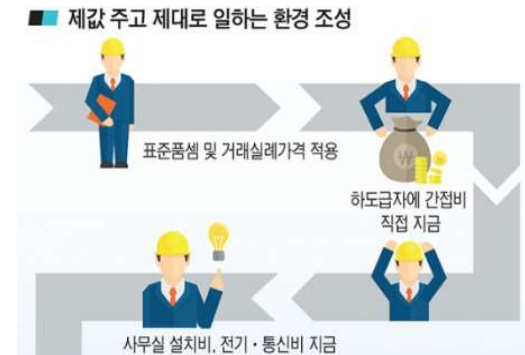 제값 주고 제대로 일하는 환경 조성
표준품셈 및 거래실례가격 적용
₩
하도급자에 간접비
직접 지급
사무실 설치비, 전기·통신비 지급